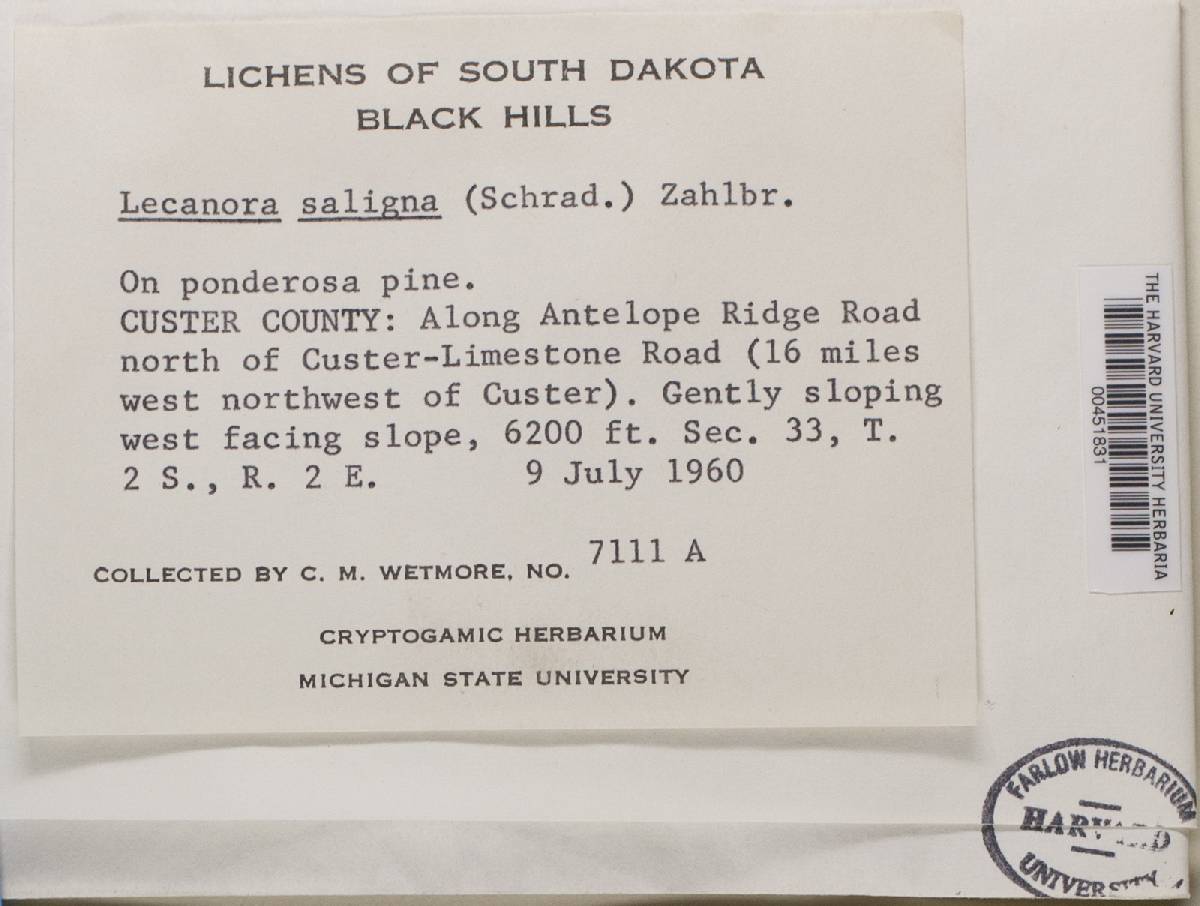 LICHENS OF SOUTH DAKOTA
BLACK HILLS
Lecanora saligna (Schrad.) Zahlbr.
On ponderosa pine.
CUSTER COUNTY: Along Antelope Ridge Road
north of Custer-Limestone Road (16 miles
west northwest of Custer). Gently sloping
west facing slope, 6200 ft. Sec. 33, T.
2 S., R. 2 E. 9 July 1960
COLLECTED BY C. M. WETMORE, NO. 7111 A
CRYPTOGAMIC HERBARIUM
MICHIGAN STATE UNIVERSITY
THE HARVARD UNIVERSITY HERBARIA
00451831
FARLOW HERBARIUM
HARVARD
UNIVERSITY